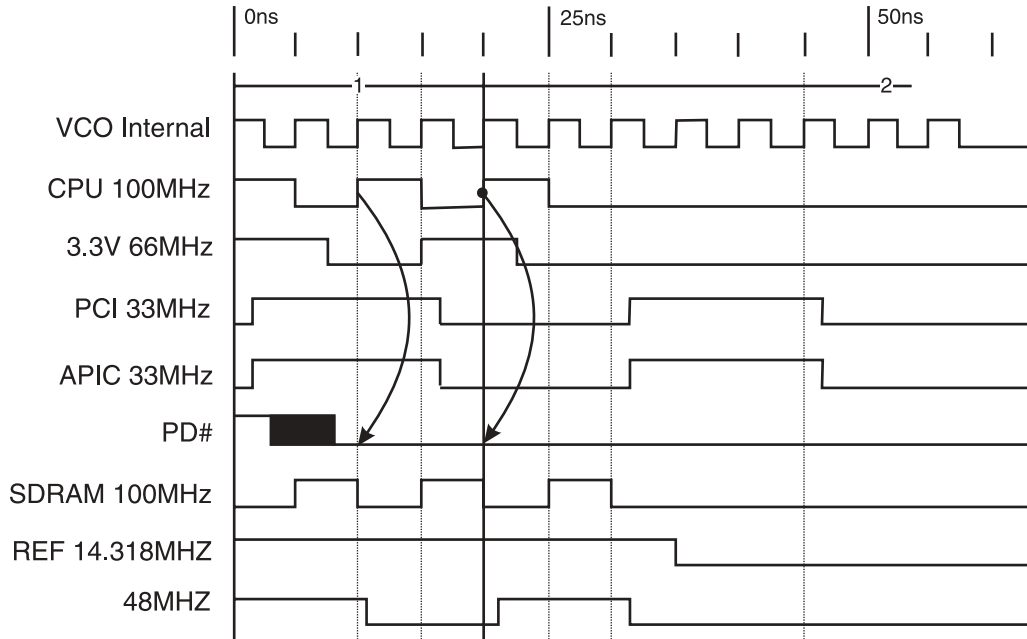 0ns 25ns 50ns
1 2
VCO Internal
CPU 100MHz
3.3V 66MHz
PCI 33MHz
APIC 33MHz
PD#
SDRAM 100MHz
REF 14.318MHZ
48MHZ